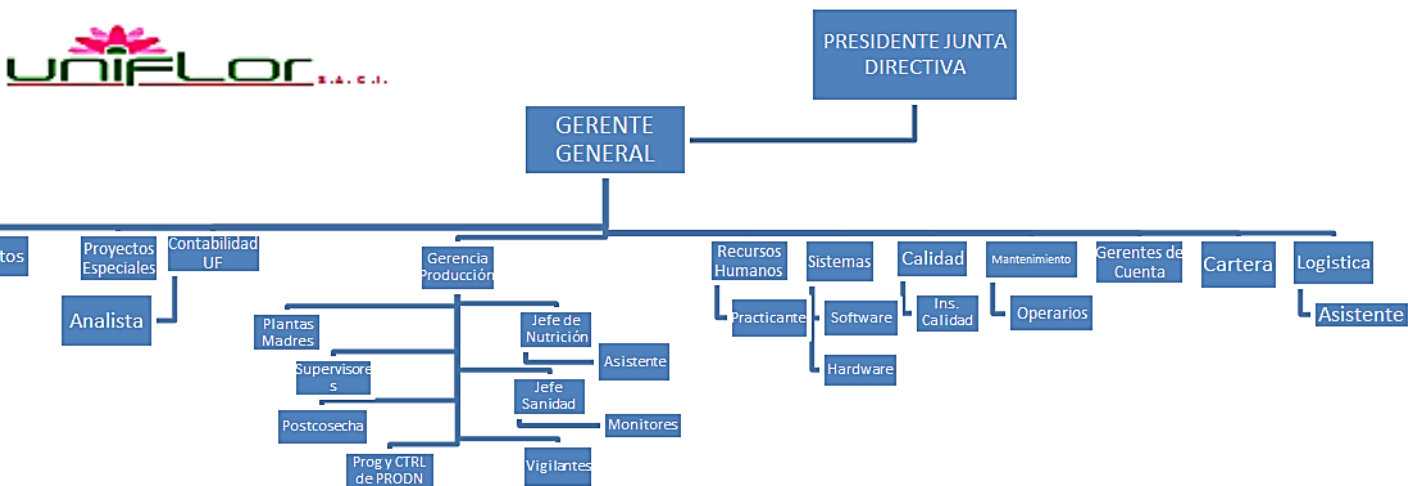 UNIFLOR S.A.C.I.
PRESIDENTE JUNTA
DIRECTIVA
GERENTE
GENERAL
tos
Proyectos
Especiales
Contabilidad
UF
Analista
Gerencia
Producción
Plantas
Madres
Supervisore
s
Postcosecha
Prog y CTRL
de PRODN
Jefe de
Nutrición
Asistente
Jefe
Sanidad
Monitores
Vigilantes
Recursos
Humanos
Practicante
Sistemas
Software
Hardware
Calidad
Ins.
Calidad
Mantenimiento
Operarios
Gerentes de
Cuenta
Cartera
Logistica
Asistente